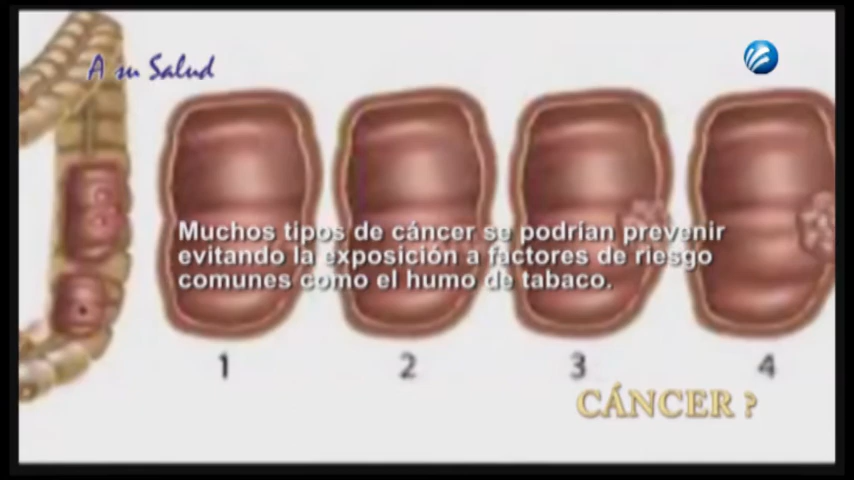 A su Salud
Muchos tipos de cáncer se podrían prevenir
evitando la exposición a factores de riesgo
comunes como el humo de tabaco.
1 2 3 4
CÁNCER ?